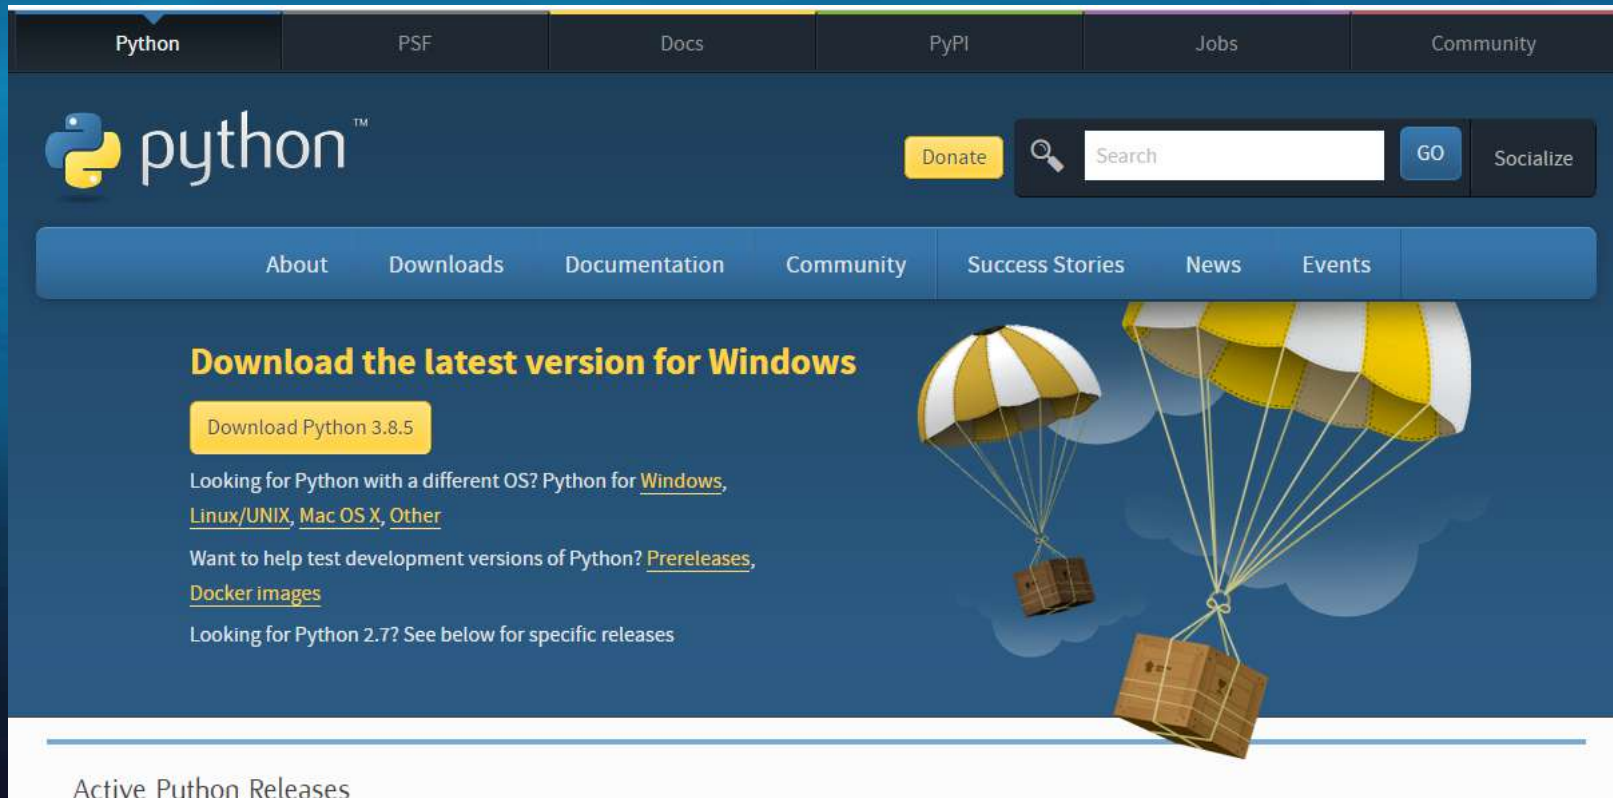 Python PSF Docs PyPI Jobs Community
python™
Donate Search GO Socialize
About Downloads Documentation Community Success Stories News Events
Download the latest version for Windows
Download Python 3.8.5
Looking for Python with a different OS? Python for Windows,
Linux/UNIX, Mac OS X, Other
Want to help test development versions of Python? Prereleases,
Docker images
Looking for Python 2.7? See below for specific releases
Active Python Releases